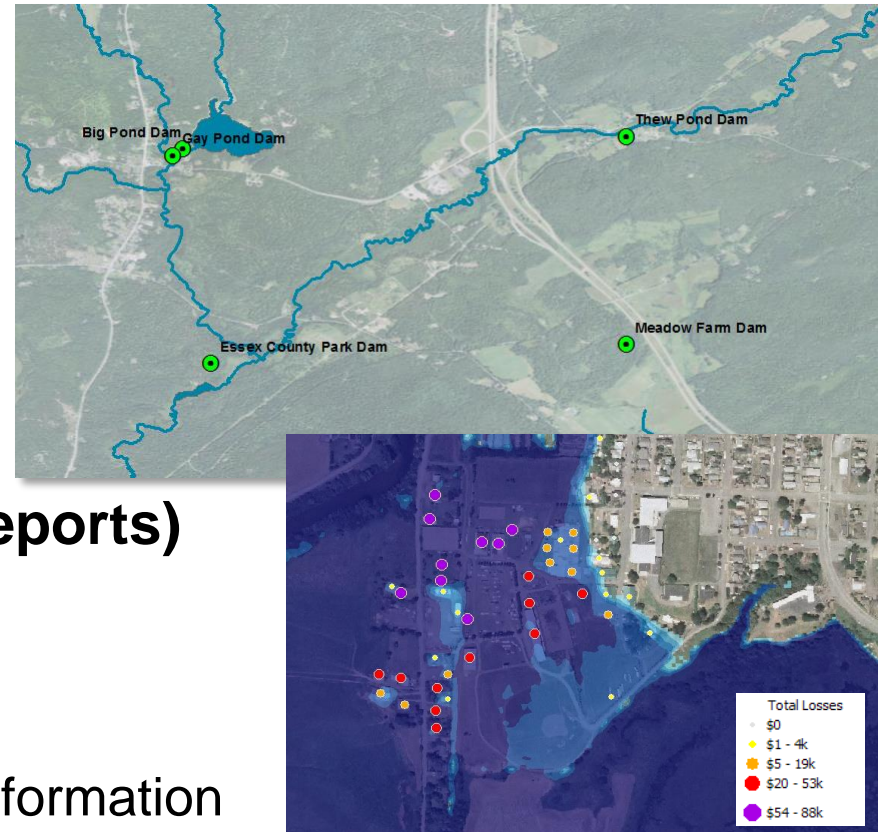 Thew Pond Dam
Big Pond Dam
Gay Pond Dam
Meadow Farm Dam
Essex County Park Dam
eports)
formation
Total Losses
$0
$1 - 4k
$5 - 19k
$20 - 53k
$54 - 88k